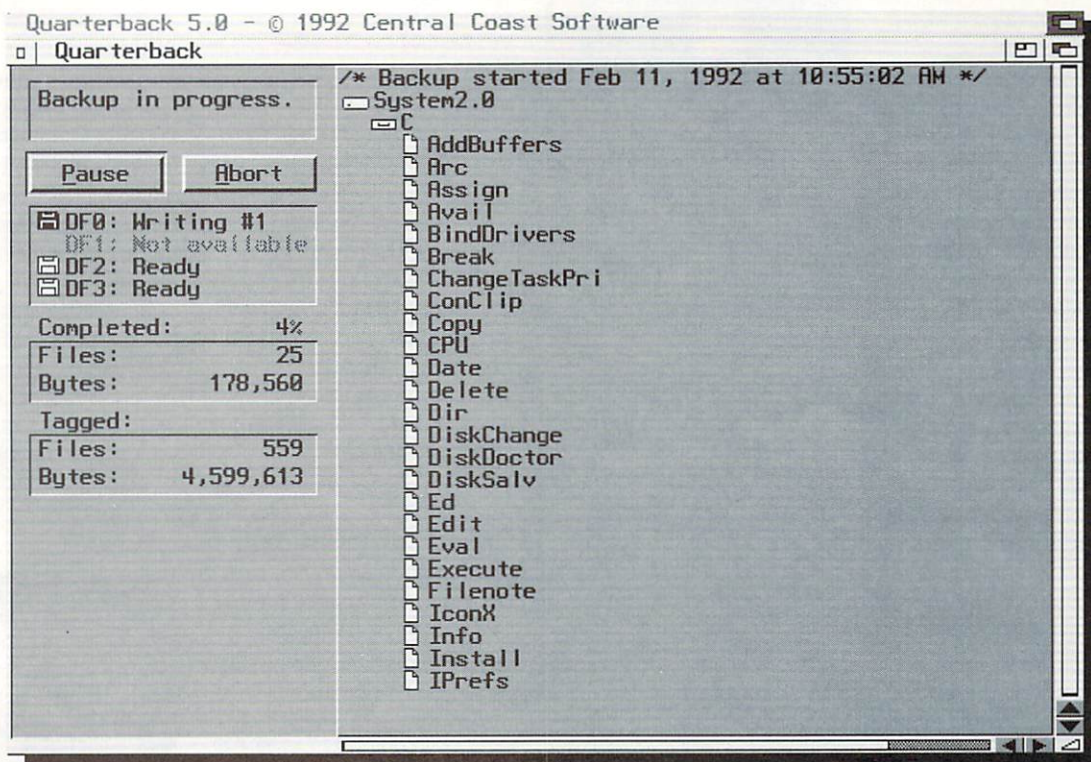 Quarterback 5.0 - © 1992 Central Coast Software
Quarterback
Backup in progress.
Pause Abort
DF0: Writing #1
DF1: Not available
DF2: Ready
DF3: Ready
Completed: 4%
Files: 25
Bytes: 178,560
Tagged:
Files: 559
Bytes: 4,599,613
/* Backup started Feb 11, 1992 at 10:55:02 AM */
System2.0
C
AddBuffers
Arc
Assign
Avail
BindDrivers
Break
ChangeTaskPri
ConClip
Copy
CPU
Date
Delete
Dir
DiskChange
DiskDoctor
DiskSalv
Ed
Edit
Eval
Execute
Filenote
IconX
Info
Install
IPrefs